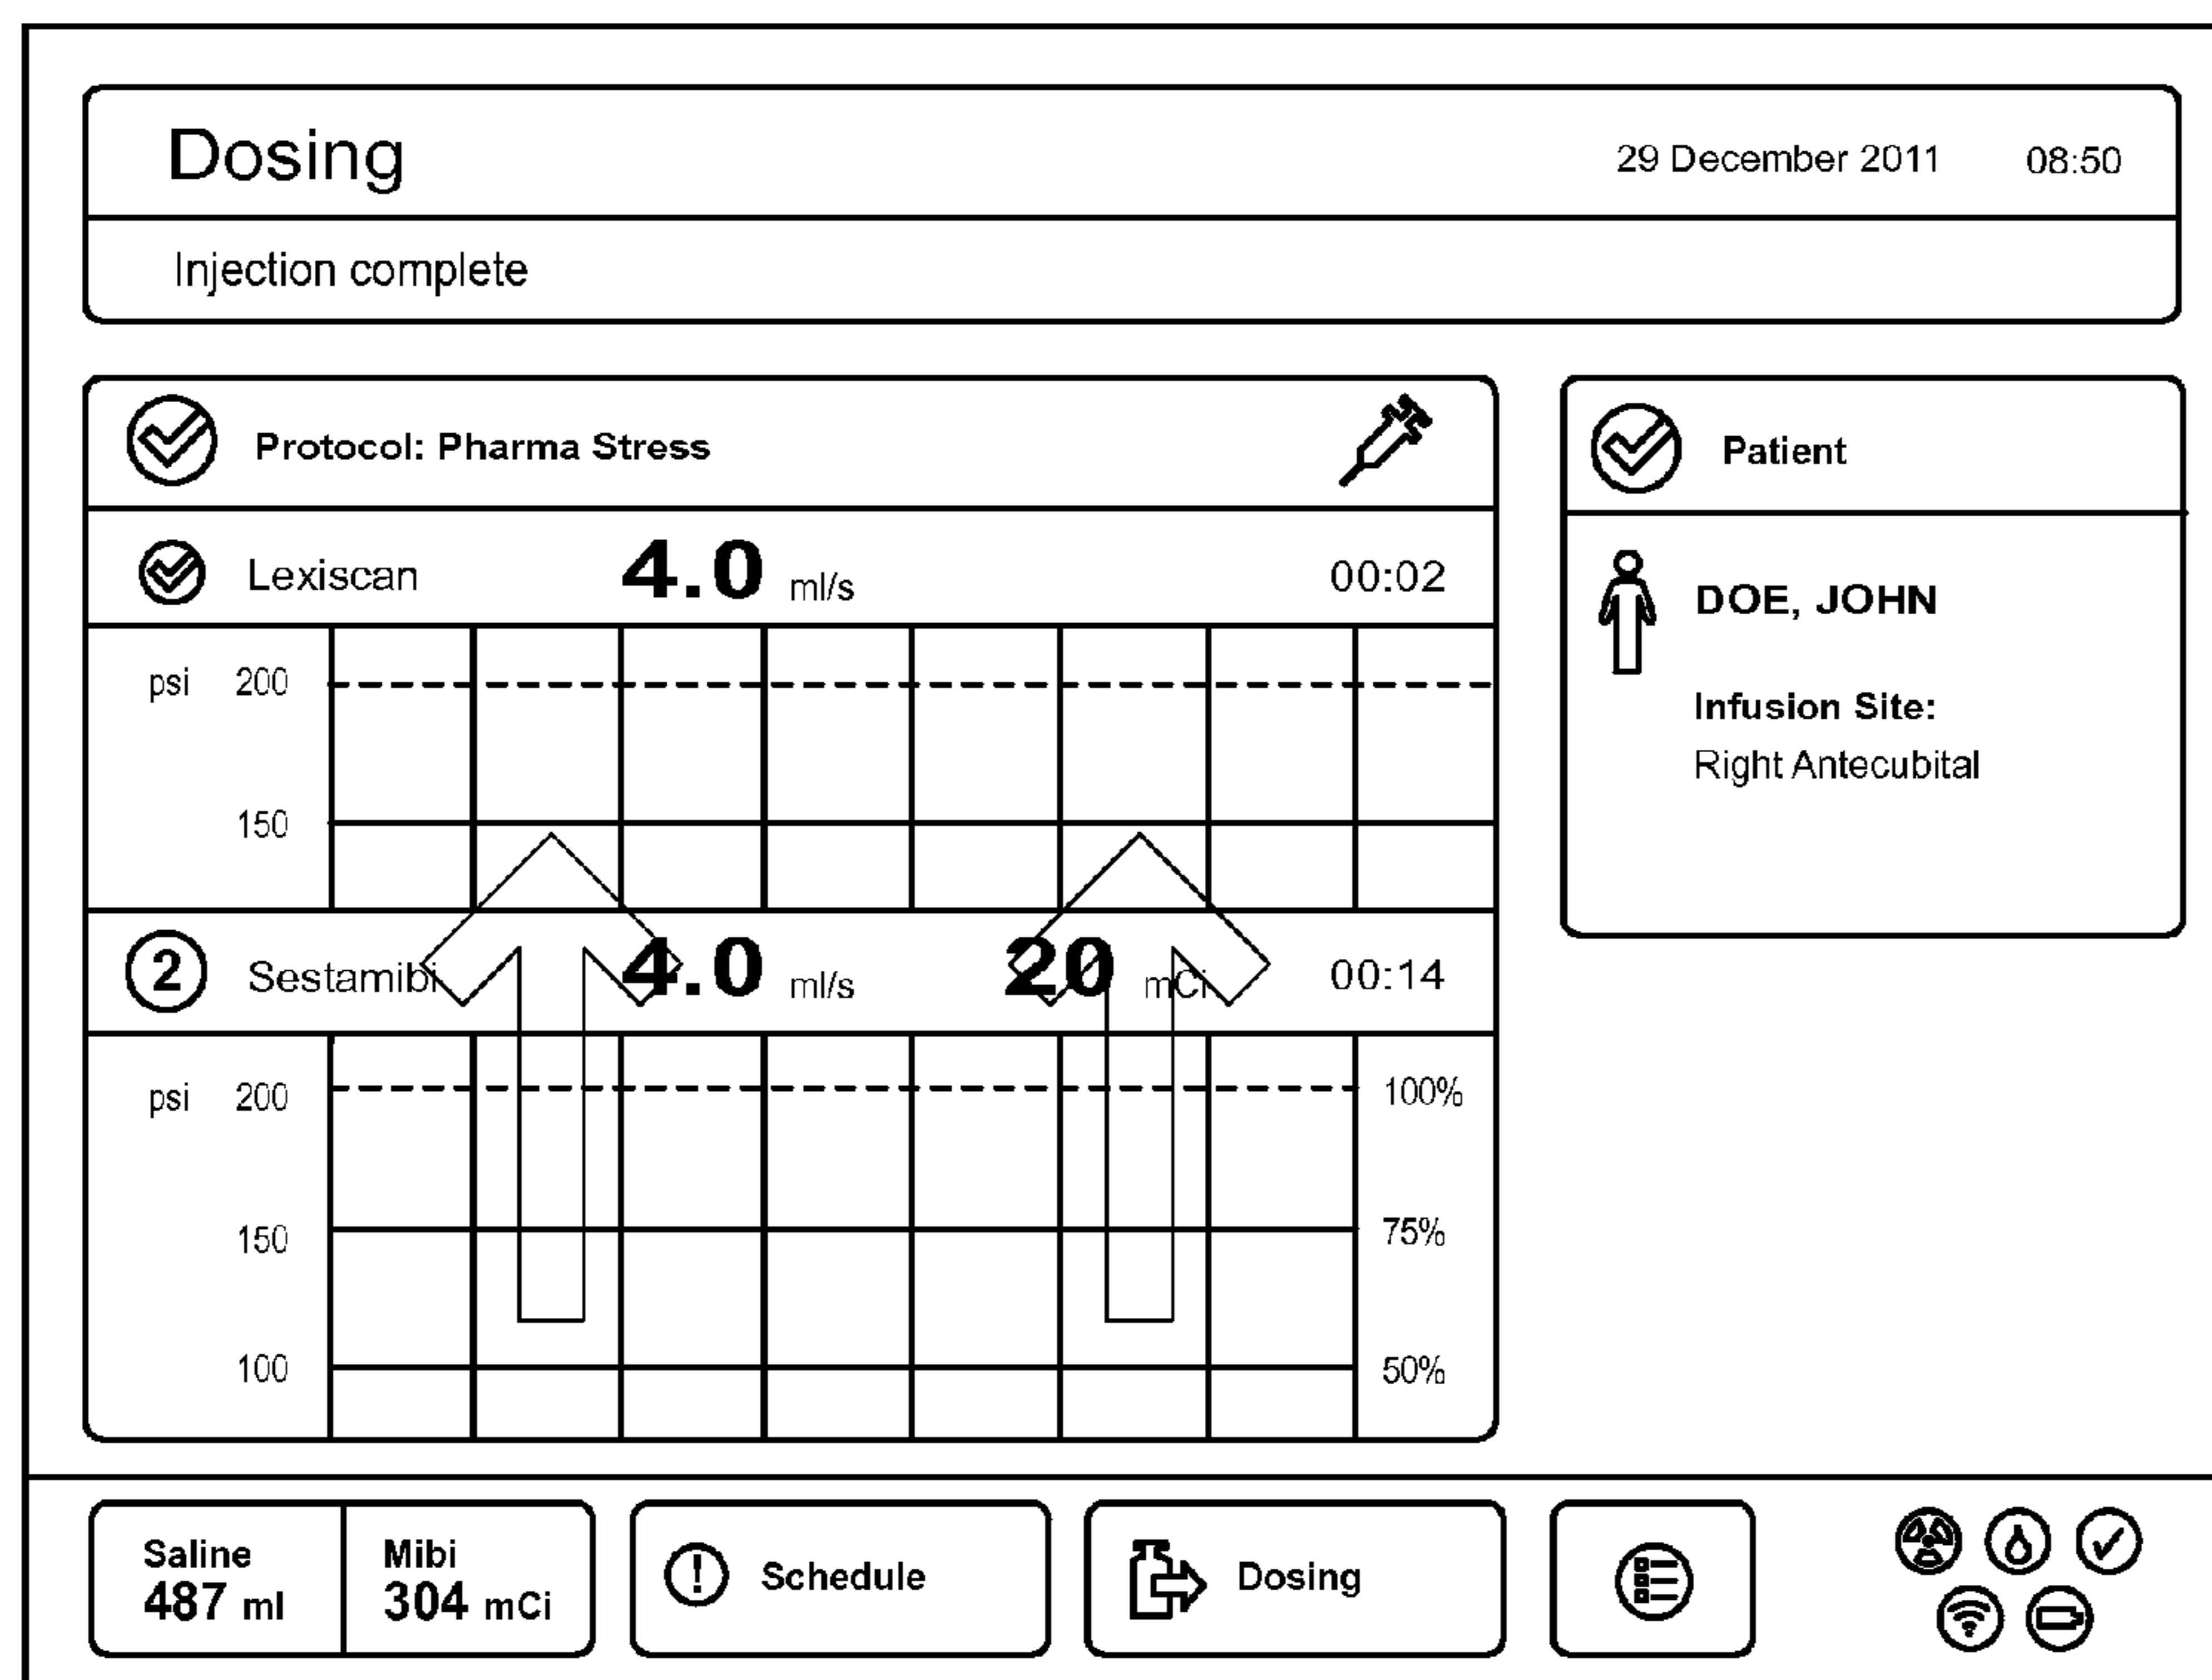 Dosing 29 December 2011 08:50
Injection complete
Protocol: Pharma Stress
Lexiscan 4.0 ml/s 00:02
psi 200
150
2 Sestamibi 4.0 ml/s 20 mCi 00:14
psi 200 100%
150 75%
100 50%
Patient
DOE, JOHN
Infusion Site:
Right Antecubital
Saline
487 ml
Mibi
304 mCi
Schedule
Dosing